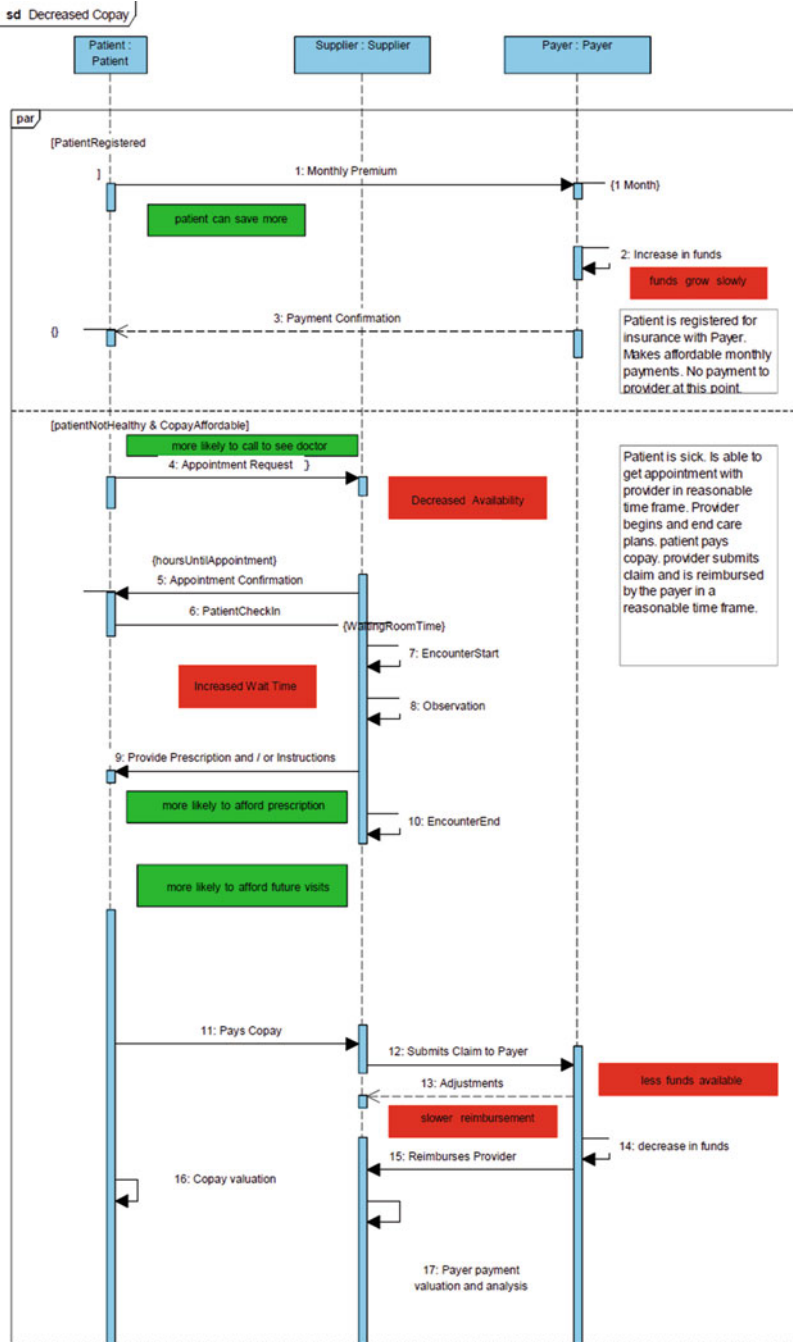 sd Decreased Copay
Patient :
Patient
Supplier : Supplier
Payer : Payer
par
[PatientRegistered
]
1: Monthly Premium
{1 Month}
patient can save more
2: Increase in funds
funds grow slowly
3: Payment Confirmation
{}
Patient is registered for
insurance with Payer.
Makes affordable monthly
payments. No payment to
provider at this point.
[patientNotHealthy & CopayAffordable]
more likely to call to see doctor
4: Appointment Request }
Decreased Availability
Patient is sick. Is able to
get appointment with
provider in reasonable
time frame. Provider
begins and end care
plans. patient pays
copay. provider submits
claim and is reimbursed
by the payer in a
reasonable time frame.
{hoursUntilAppointment}
5: Appointment Confirmation
6: PatientCheckIn
{WaitingRoomTime}
7: EncounterStart
Increased Wait Time
8: Observation
9: Provide Prescription and / or Instructions
more likely to afford prescription
10: EncounterEnd
more likely to afford future visits
11: Pays Copay
12: Submits Claim to Payer
13: Adjustments
less funds available
slower reimbursement
14: decrease in funds
15: Reimburses Provider
16: Copay valuation
17: Payer payment
valuation and analysis